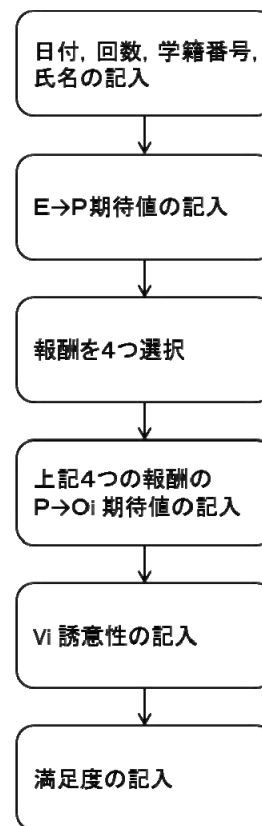 日付, 回数, 学籍番号,
氏名の記入
E→P期待値の記入
報酬を4つ選択
上記4つの報酬の
P→Oi 期待値の記入
Vi 誘意性の記入
満足度の記入